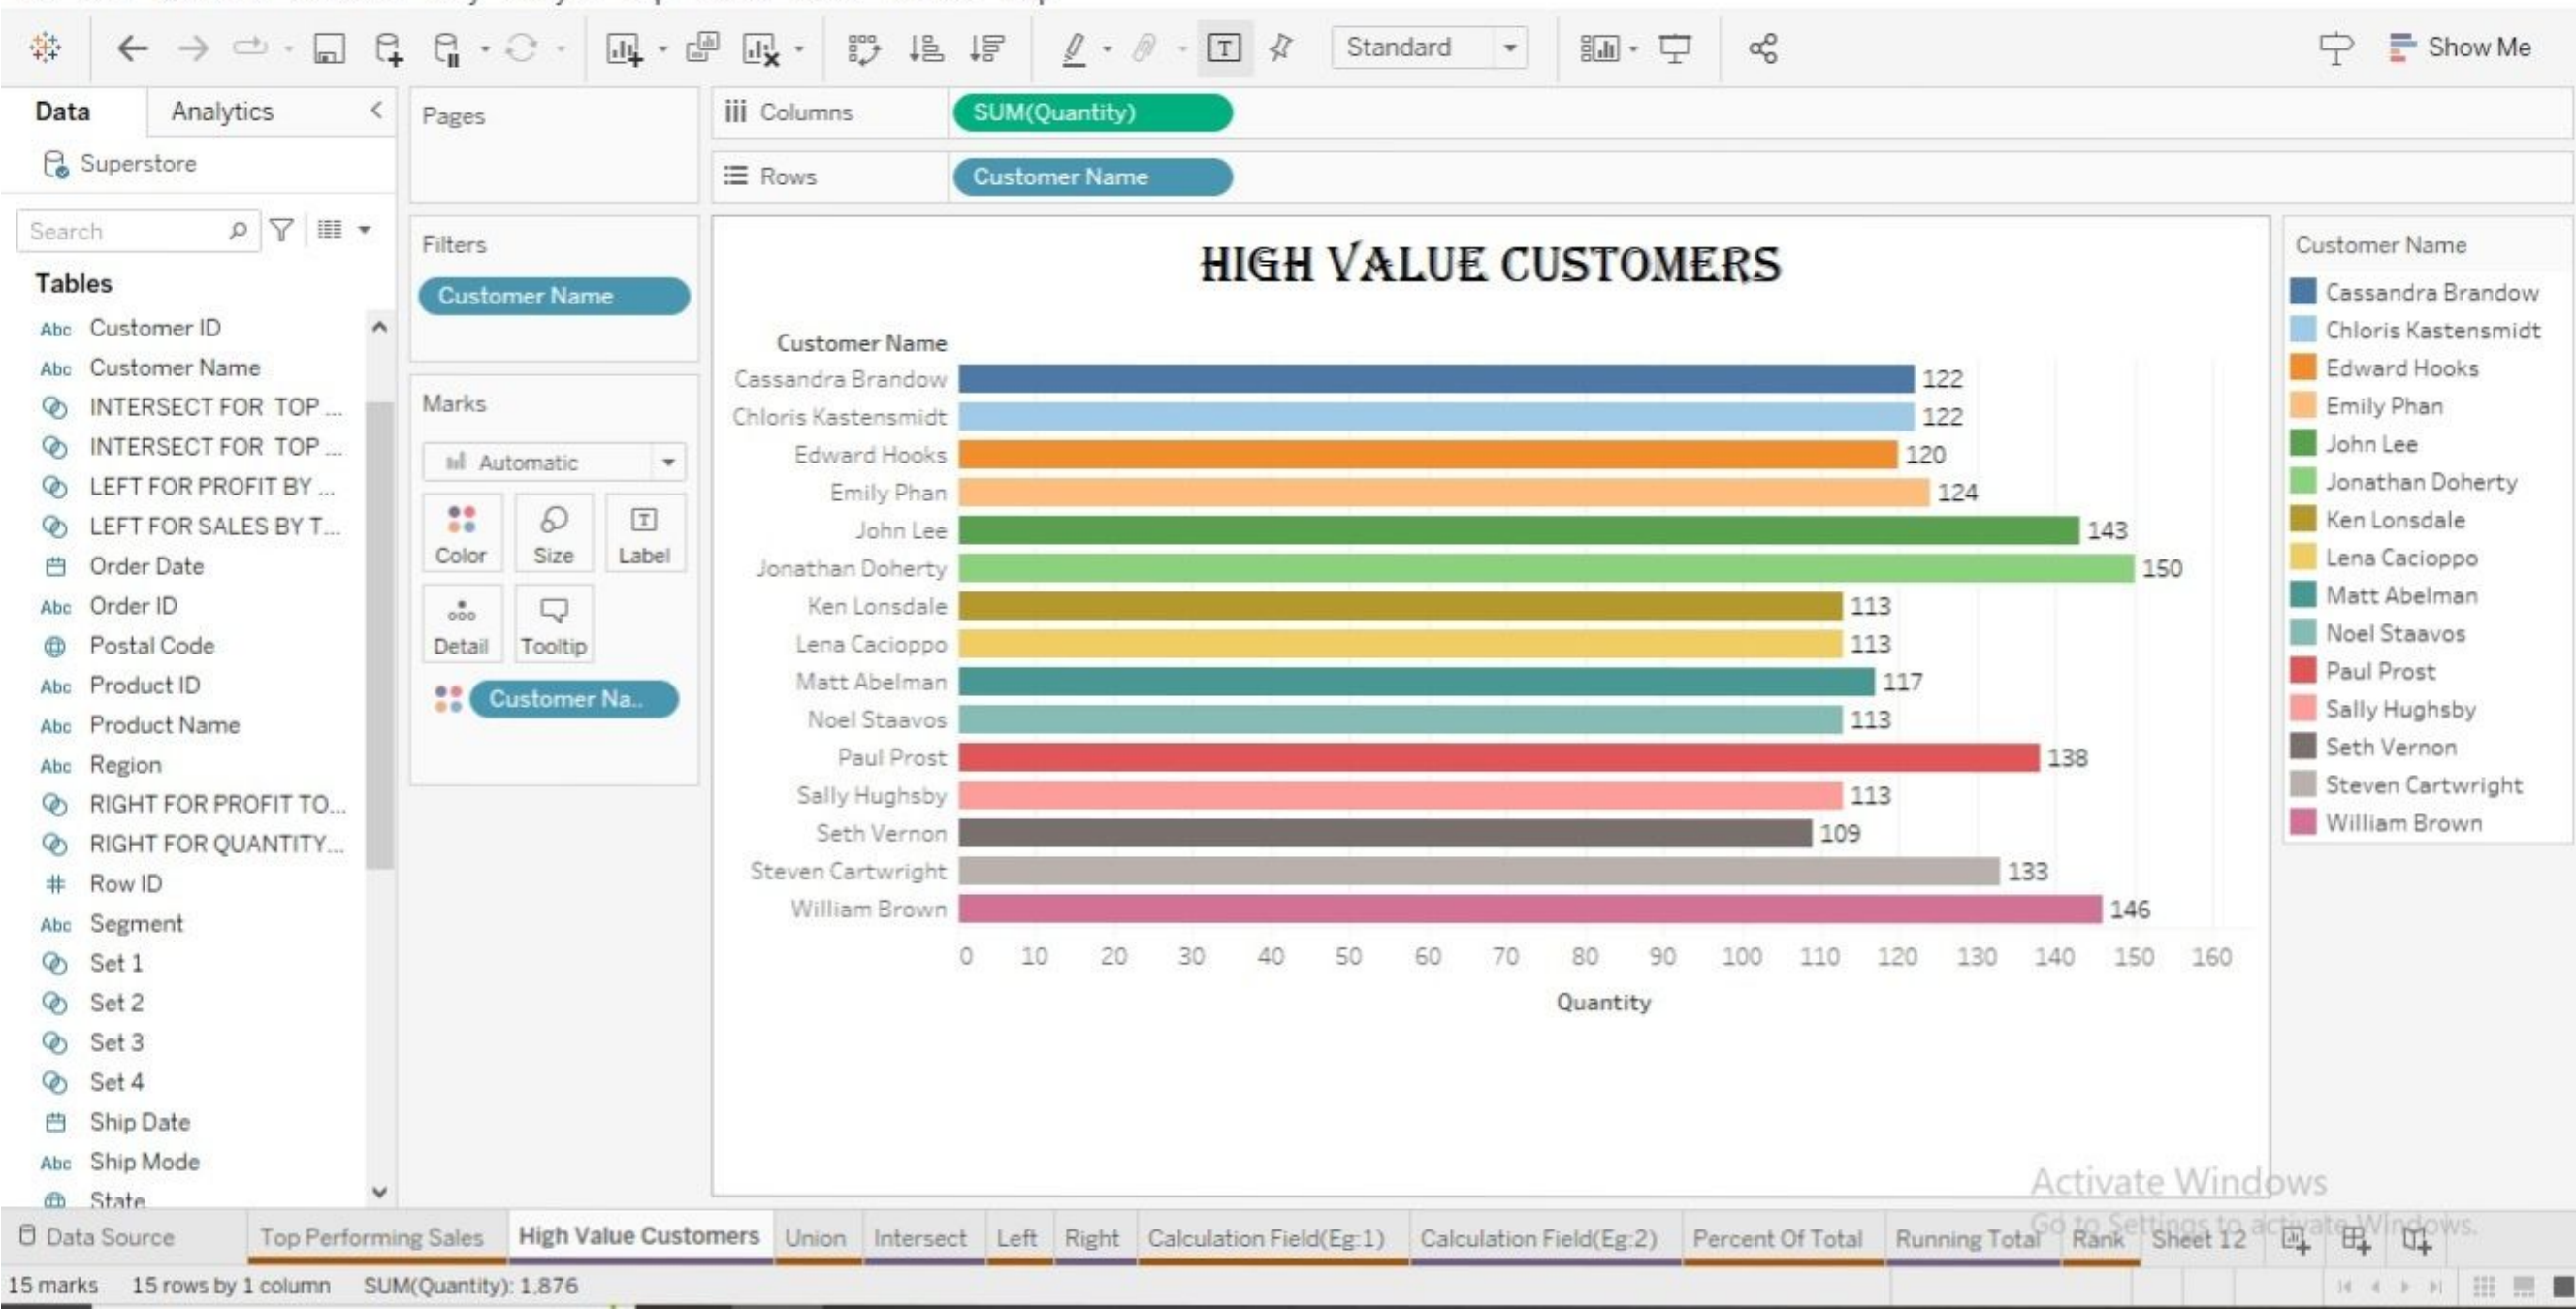 Standard
Show Me
Data
Analytics
Superstore
Search
Tables
Abc Customer ID
Abc Customer Name
INTERSECT FOR TOP ...
INTERSECT FOR TOP ...
LEFT FOR PROFIT BY ...
LEFT FOR SALES BY T...
Order Date
Abc Order ID
Postal Code
Abc Product ID
Abc Product Name
Abc Region
RIGHT FOR PROFIT TO...
RIGHT FOR QUANTITY...
# Row ID
Abc Segment
Set 1
Set 2
Set 3
Set 4
Ship Date
Abc Ship Mode
State
Pages
Filters
Customer Name
Marks
Automatic
Color Size Label
Detail Tooltip
Customer Na..
Columns SUM(Quantity)
Rows Customer Name
HIGH VALUE CUSTOMERS
Customer Name
Cassandra Brandow 122
Chloris Kastensmidt 122
Edward Hooks 120
Emily Phan 124
John Lee 143
Jonathan Doherty 150
Ken Lonsdale 113
Lena Cacioppo 113
Matt Abelman 117
Noel Staavos 113
Paul Prost 138
Sally Hughsby 113
Seth Vernon 109
Steven Cartwright 133
William Brown 146
0 10 20 30 40 50 60 70 80 90 100 110 120 130 140 150 160
Quantity
Customer Name
Cassandra Brandow
Chloris Kastensmidt
Edward Hooks
Emily Phan
John Lee
Jonathan Doherty
Ken Lonsdale
Lena Cacioppo
Matt Abelman
Noel Staavos
Paul Prost
Sally Hughsby
Seth Vernon
Steven Cartwright
William Brown
Activate Windows
Go to Settings to activate Windows.
Data Source Top Performing Sales High Value Customers Union Intersect Left Right Calculation Field(Eg:1) Calculation Field(Eg:2) Percent Of Total Running Total Rank Sheet 12
15 marks 15 rows by 1 column SUM(Quantity): 1,876